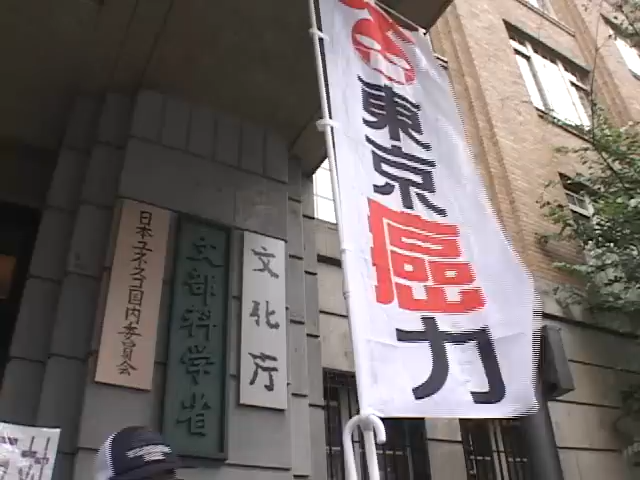 日本ユネスコ国内委員会
文部科学省
文化庁
東京癌力